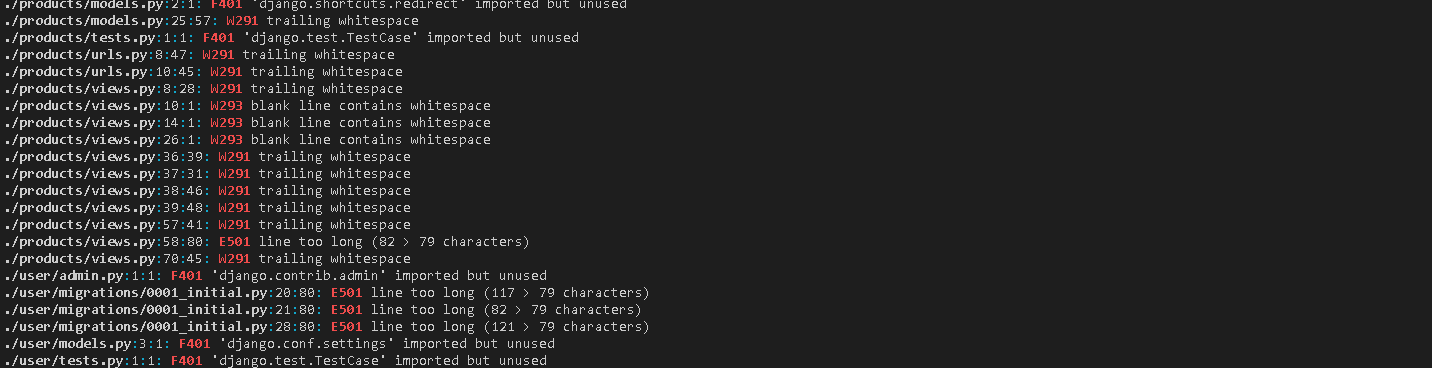 ./products/models.py:2:1: F401 'django.shortcuts.redirect' imported but unused
./products/models.py:25:57: W291 trailing whitespace
./products/tests.py:1:1: F401 'django.test.TestCase' imported but unused
./products/urls.py:8:47: W291 trailing whitespace
./products/urls.py:10:45: W291 trailing whitespace
./products/views.py:8:28: W291 trailing whitespace
./products/views.py:10:1: W293 blank line contains whitespace
./products/views.py:14:1: W293 blank line contains whitespace
./products/views.py:26:1: W293 blank line contains whitespace
./products/views.py:36:39: W291 trailing whitespace
./products/views.py:37:31: W291 trailing whitespace
./products/views.py:38:46: W291 trailing whitespace
./products/views.py:39:48: W291 trailing whitespace
./products/views.py:57:41: W291 trailing whitespace
./products/views.py:58:80: E501 line too long (82 > 79 characters)
./products/views.py:70:45: W291 trailing whitespace
./user/admin.py:1:1: F401 'django.contrib.admin' imported but unused
./user/migrations/0001_initial.py:20:80: E501 line too long (117 > 79 characters)
./user/migrations/0001_initial.py:21:80: E501 line too long (82 > 79 characters)
./user/migrations/0001_initial.py:28:80: E501 line too long (121 > 79 characters)
./user/models.py:3:1: F401 'django.conf.settings' imported but unused
./user/tests.py:1:1: F401 'django.test.TestCase' imported but unused